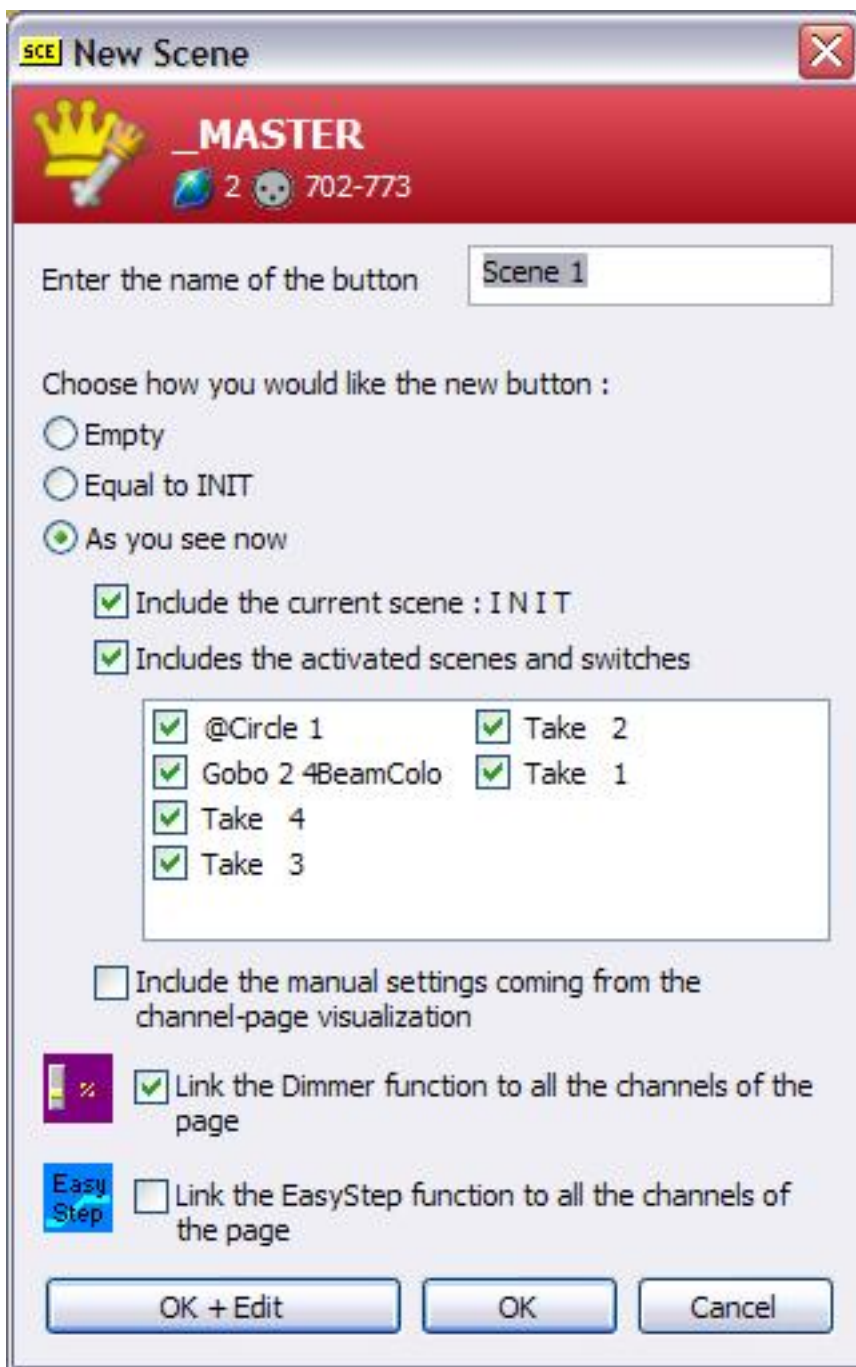 SCE New Scene
_MASTER
2 702-773
Enter the name of the button Scene 1
Choose how you would like the new button :
Empty
Equal to INIT
As you see now
Include the current scene : I N I T
Includes the activated scenes and switches
@Circle 1 Take 2
Gobo 2 4BeamColo Take 1
Take 4
Take 3
Include the manual settings coming from the
channel-page visualization
% Link the Dimmer function to all the channels of the
page
Easy
Step
Link the EasyStep function to all the channels of
the page
OK + Edit OK Cancel